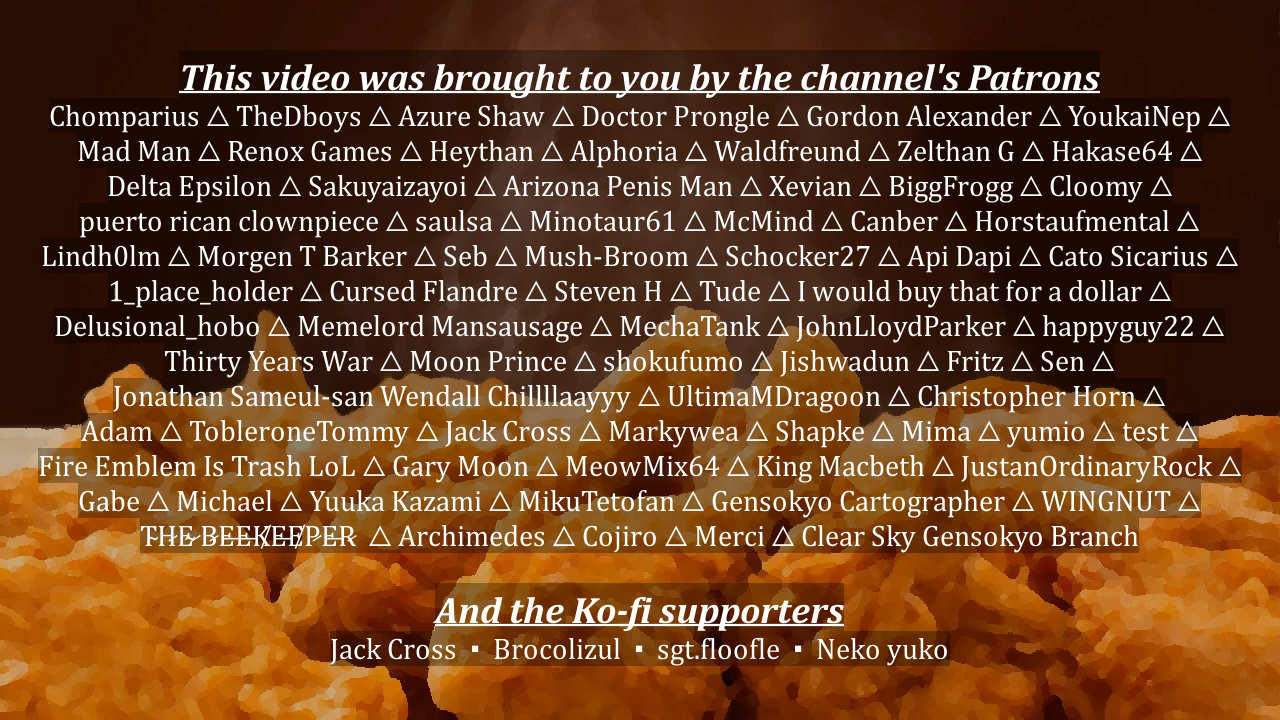 This video was brought to you by the channel's Patrons
Chomparius △ TheDboys △ Azure Shaw △ Doctor Prongle △ Gordon Alexander △ YoukaiNep △
Mad Man △ Renox Games △ Heythan △ Alphoria △ Waldfreund △ Zelthan G △ Hakase64 △
Delta Epsilon △ Sakuyaizayoi △ Arizona Penis Man △ Xevian △ BiggFrogg △ Cloomy △
puerto rican clownpiece △ saulsa △ Minotaur61 △ McMind △ Canber △ Horstaufmental △
Lindh0lm △ Morgen T Barker △ Seb △ Mush-Broom △ Schocker27 △ Api Dapi △ Cato Sicarius △
1_place_holder △ Cursed Flandre △ Steven H △ Tude △ I would buy that for a dollar △
Delusional_hobo △ Memelord Mansausage △ MechaTank △ JohnLloydParker △ happyguy22 △
Thirty Years War △ Moon Prince △ shokufumo △ Jishwadun △ Fritz △ Sen △
Jonathan Sameul-san Wendall Chillllaayyy △ UltimaMDragoon △ Christopher Horn △
Adam △ TobleroneTommy △ Jack Cross △ Markywea △ Shapke △ Mima △ yumio △ test △
Fire Emblem Is Trash LoL △ Gary Moon △ MeowMix64 △ King Macbeth △ JustanOrdinaryRock △
Gabe △ Michael △ Yuuka Kazami △ MikuTetofan △ Gensokyo Cartographer △ WINGNUT △
THE BEEKEEPER △ Archimedes △ Cojiro △ Merci △ Clear Sky Gensokyo Branch
And the Ko-fi supporters
Jack Cross ▪ Brocolizul ▪ sgt.floofle ▪ Neko yuko